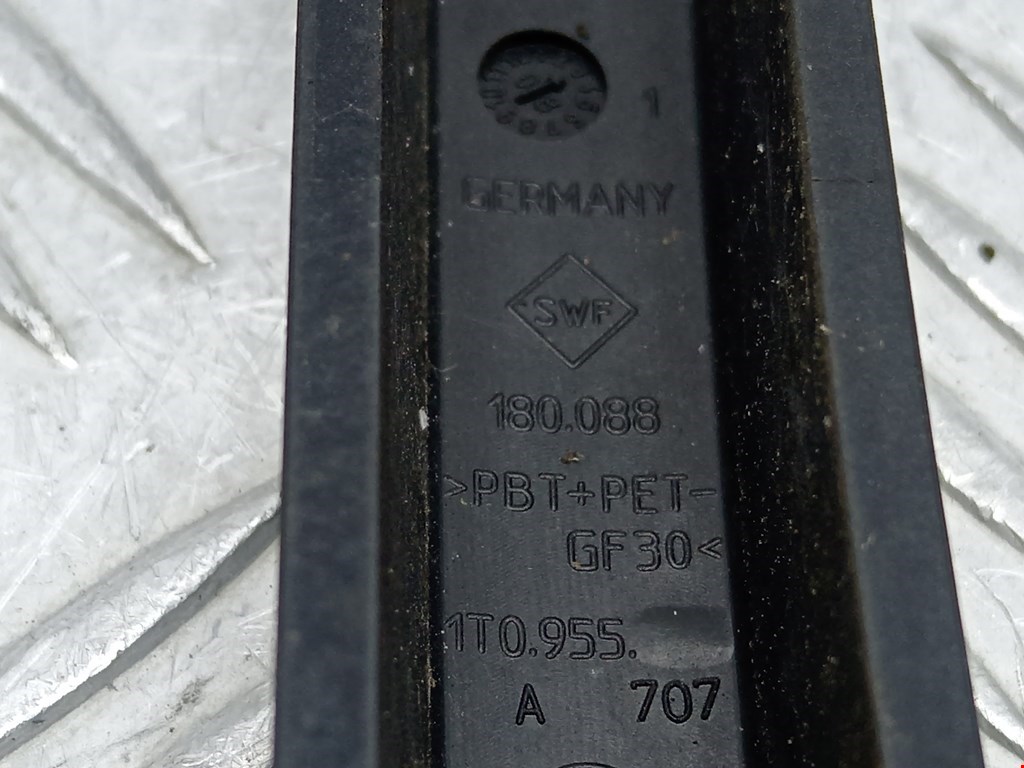 1
GERMANY
SWF
180.088
>PBT+PET-
GF30<
1T0.955.
A 707